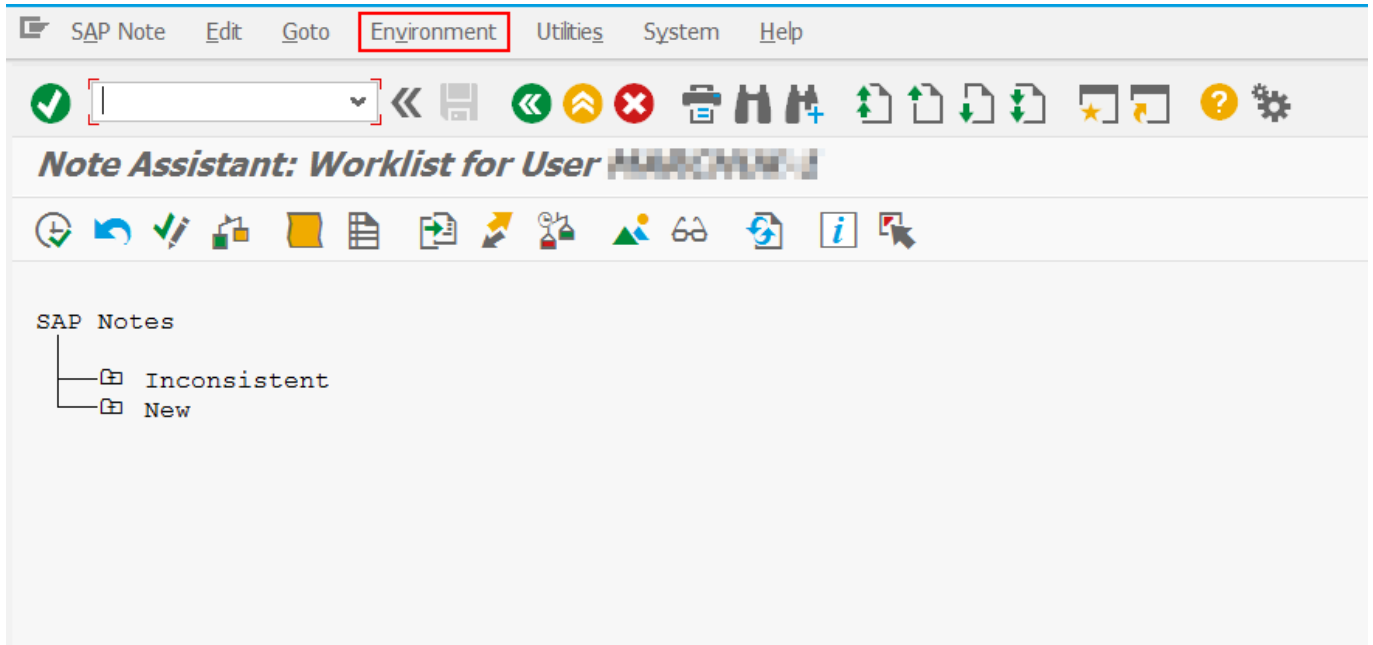 SAP Note Edit Goto Environment Utilities System Help
Note Assistant: Worklist for User
SAP Notes
Inconsistent
New